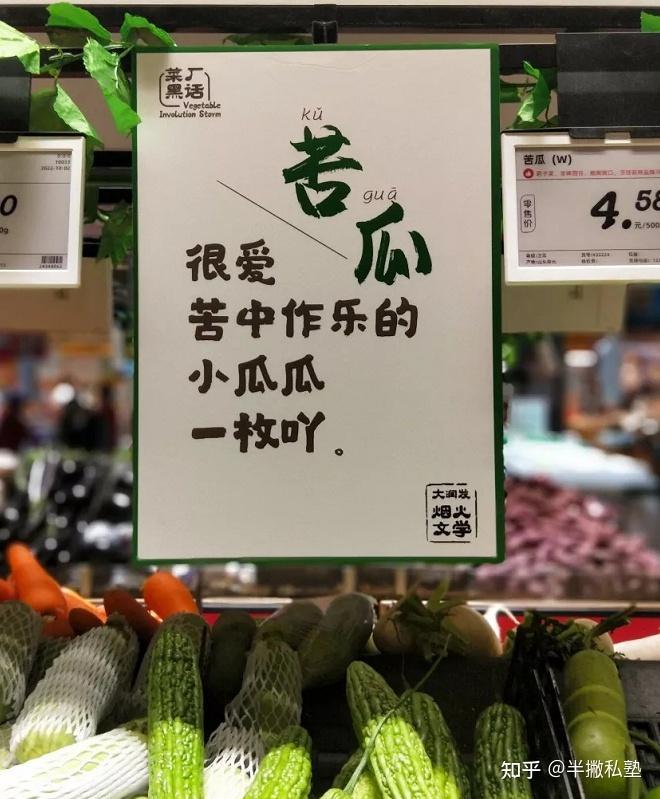 菜厂
黑话
Vegetable
Involution Storm
kǔ
苦
guā
瓜
很爱
苦中作乐的
小瓜瓜
一枚吖。
大润发
烟火
文学
苦瓜（W）
零售价
4.58
元/500
知乎 @半撇私塾